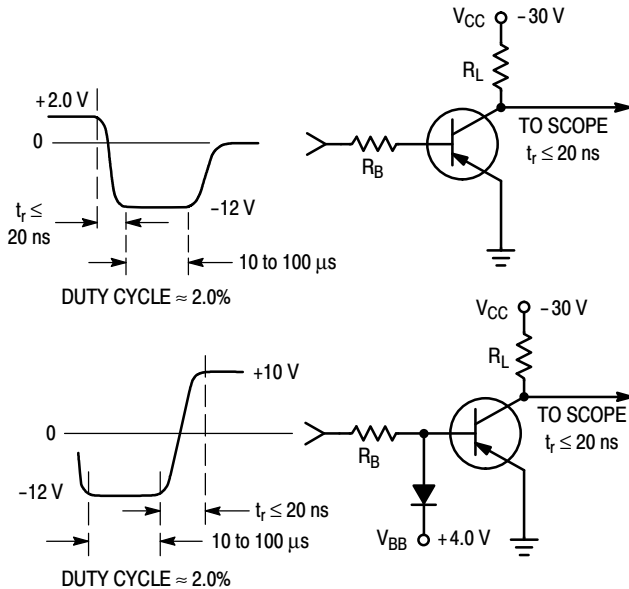 V_CC -30 V
R_L
+2.0 V
0
TO SCOPE
t_r ≤ 20 ns
R_B
t_r ≤
20 ns
-12 V
10 to 100 µs
DUTY CYCLE ≈ 2.0%
V_CC -30 V
R_L
+10 V
0
TO SCOPE
t_r ≤ 20 ns
R_B
-12 V
t_r ≤ 20 ns
10 to 100 µs
V_BB +4.0 V
DUTY CYCLE ≈ 2.0%